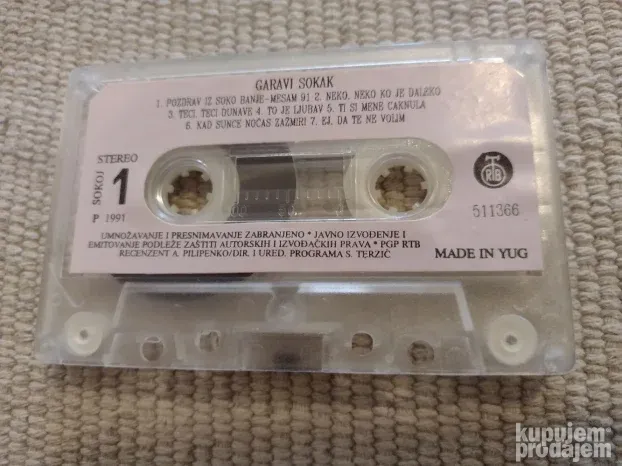 GARAVI SOKAK
1. POZDRAV IZ SOKO BANJE-MESAM 91 2. NEKO, NEKO KO JE DALEKO
3. TECI, TECI DUNAVE 4. TO JE LJUBAV 5. TI SI MENE CAKNULA
6. KAD SUNCE NOĆAS ZAŽMIRI 7. EJ, DA TE NE VOLIM
STEREO
SOKOJ
1
P 1991
RTB
511366
UMNOŽAVANJE I PRESNIMAVANJE ZABRANJENO * JAVNO IZVOĐENJE I
EMITOVANJE PODLEŽE ZAŠTITI AUTORSKIH I IZVOĐAČKIH PRAVA * PGP RTB
RECENZENT A. PILIPENKO/DIR. I URED. PROGRAMA S. TERZIĆ
MADE IN YUG
kupujem
prodajem